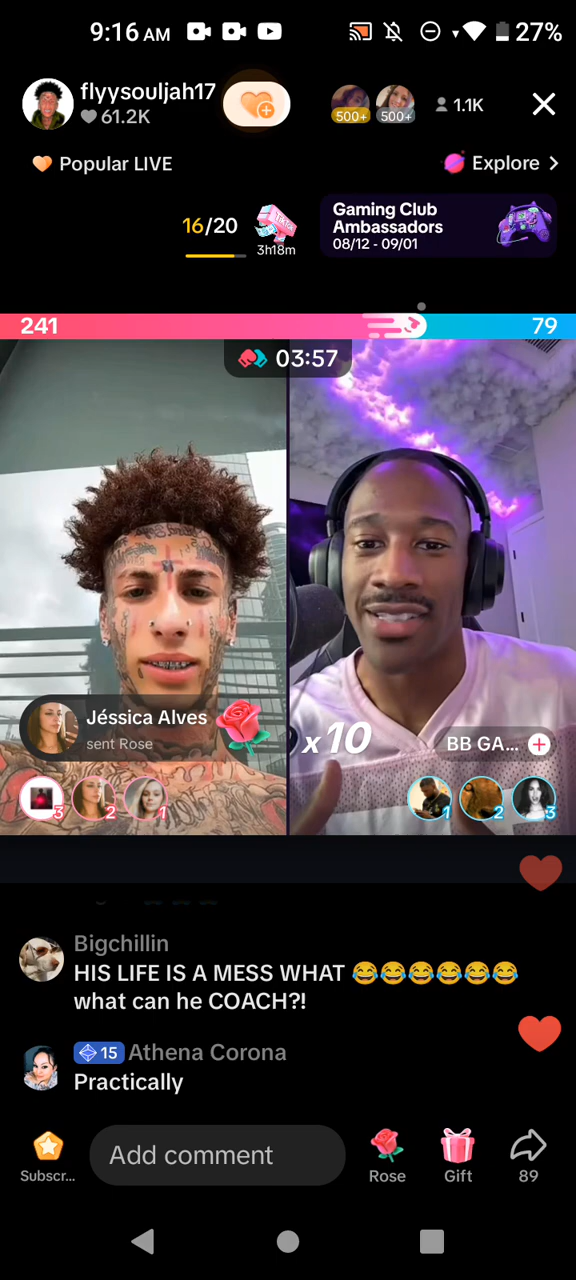 9:16 AM
27%
flyysouljah17
61.2K
500+
500+
1.1K
Popular LIVE
Explore >
16/20
TikTok
3h18m
Gaming Club
Ambassadors
08/12 - 09/01
241
79
03:57
Jéssica Alves
sent Rose
x10
BB GA...
3
2
1
1
2
3
Bigchillin
HIS LIFE IS A MESS WHAT 😂😂😂😂😂😂
what can he COACH?!
15 Athena Corona
Practically
Subscr...
Add comment
Rose
Gift
89